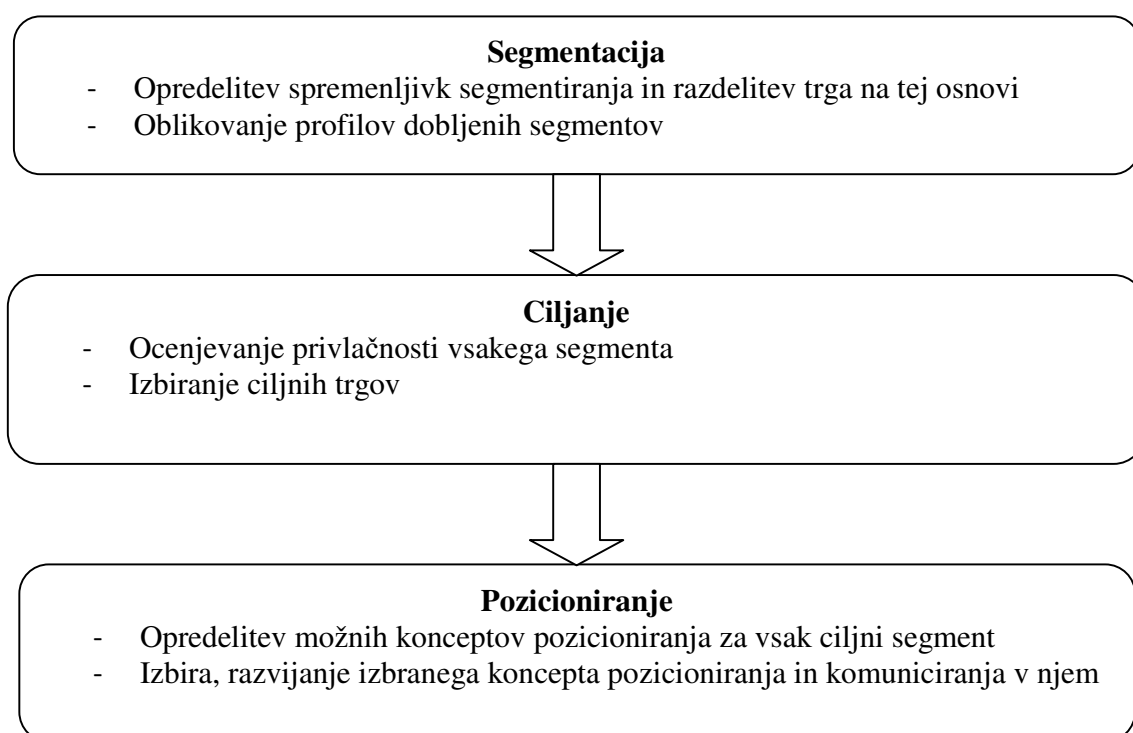 Segmentacija
- Opredelitev spremenljivk segmentiranja in razdelitev trga na tej osnovi
- Oblikovanje profilov dobljenih segmentov
Ciljanje
- Ocenjevanje privlačnosti vsakega segmenta
- Izbiranje ciljnih trgov
Pozicioniranje
- Opredelitev možnih konceptov pozicioniranja za vsak ciljni segment
- Izbira, razvijanje izbranega koncepta pozicioniranja in komuniciranja v njem